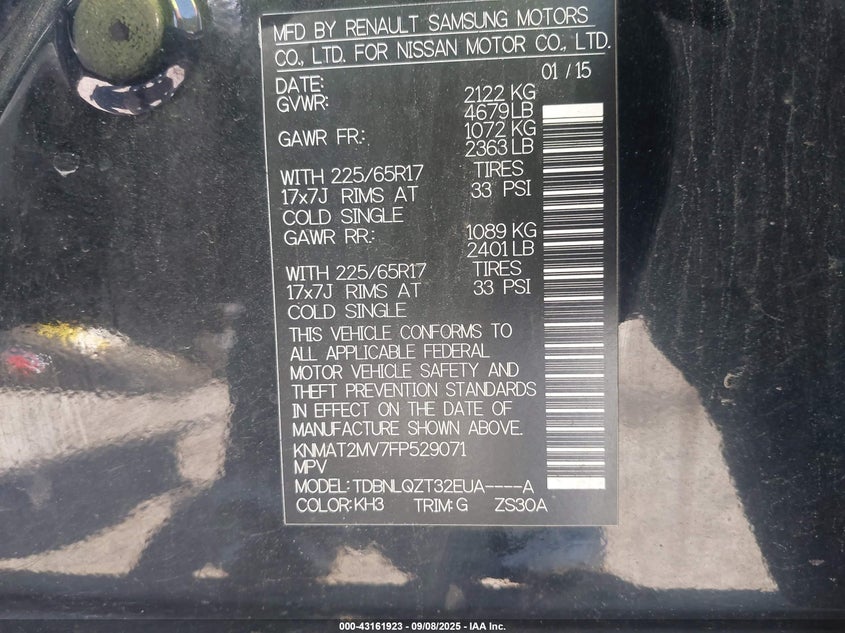 MFD BY RENAULT SAMSUNG MOTORS
CO., LTD. FOR NISSAN MOTOR CO., LTD.
DATE: 01 / 15
GVWR: 2122 KG
4679 LB
GAWR FR.: 1072 KG
2363 LB
WITH 225/65R17 TIRES
17x7J RIMS AT 33 PSI
COLD SINGLE
GAWR RR.: 1089 KG
2401 LB
WITH 225/65R17 TIRES
17x7J RIMS AT 33 PSI
COLD SINGLE
THIS VEHICLE CONFORMS TO
ALL APPLICABLE FEDERAL
MOTOR VEHICLE SAFETY AND
THEFT PREVENTION STANDARDS
IN EFFECT ON THE DATE OF
MANUFACTURE SHOWN ABOVE.
KNMAT2MV7FP529071
MPV
MODEL: TDBNLQZT32EUA----A
COLOR: KH3 TRIM: G ZS30A
000-43161923 - 09/08/2025 - IAA Inc.